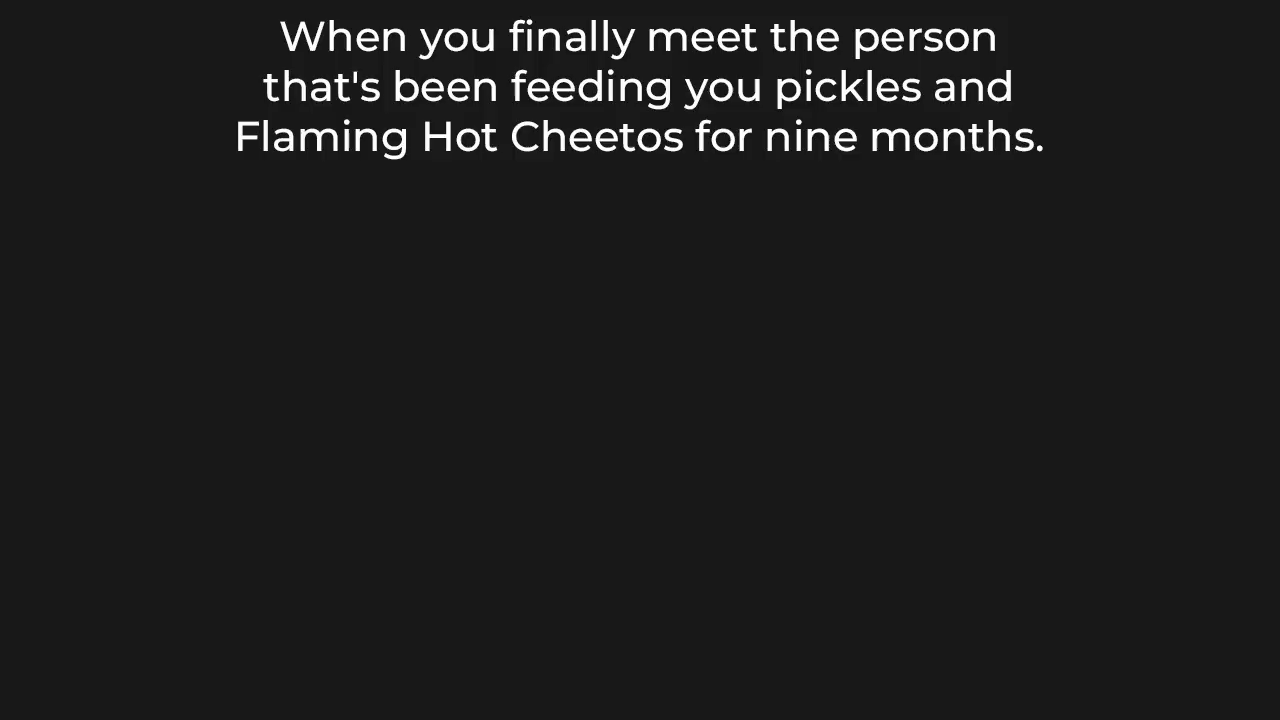 When you finally meet the person
that's been feeding you pickles and
Flaming Hot Cheetos for nine months.